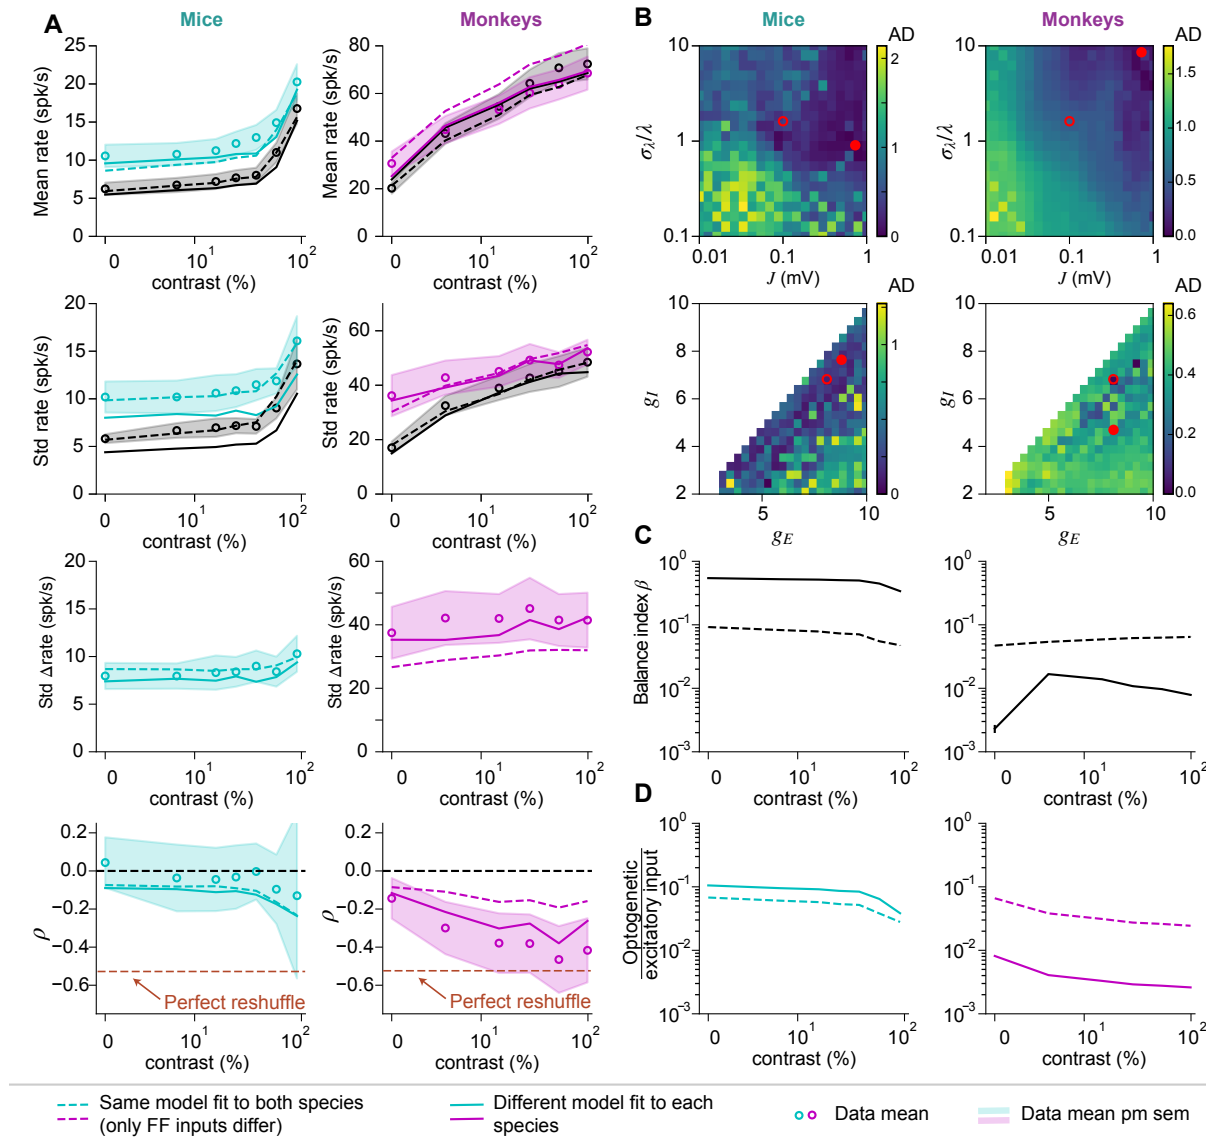 A
Mice
Monkeys
Mean rate (spk/s)
25
20
15
10
5
0
0
10¹
10²
contrast (%)
Mean rate (spk/s)
80
60
40
20
0
0
10¹
10²
contrast (%)
Std rate (spk/s)
20
15
10
5
0
0
10¹
10²
contrast (%)
Std rate (spk/s)
60
40
20
0
0
10¹
10²
contrast (%)
Std Δrate (spk/s)
20
15
10
5
0
0
10¹
10²
contrast (%)
Std Δrate (spk/s)
60
40
20
0
0
10¹
10²
contrast (%)
ρ
0.2
0.0
−0.2
−0.4
−0.6
Perfect reshuffle
0
10¹
10²
contrast (%)
ρ
0.2
0.0
−0.2
−0.4
−0.6
Perfect reshuffle
0
10¹
10²
contrast (%)
B
Mice
Monkeys
σλ/λ
10
1
0.1
0.01
0.1
1
J (mV)
AD
2
1
0
σλ/λ
10
1
0.1
0.01
0.1
1
J (mV)
AD
1.5
1.0
0.5
0.0
gI
10
8
6
4
2
5
10
gE
AD
1
0
gI
10
8
6
4
2
5
10
gE
AD
0.6
0.4
0.2
0.0
C
Balance index β
10⁰
10⁻¹
10⁻²
10⁻³
0
10¹
10²
contrast (%)
10⁰
10⁻¹
10⁻²
10⁻³
0
10¹
10²
contrast (%)
D
Optogenetic
excitatory input
10⁰
10⁻¹
10⁻²
10⁻³
0
10¹
10²
contrast (%)
10⁰
10⁻¹
10⁻²
10⁻³
0
10¹
10²
contrast (%)
Same model fit to both species
(only FF inputs differ)
Different model fit to each
species
Data mean
Data mean pm sem